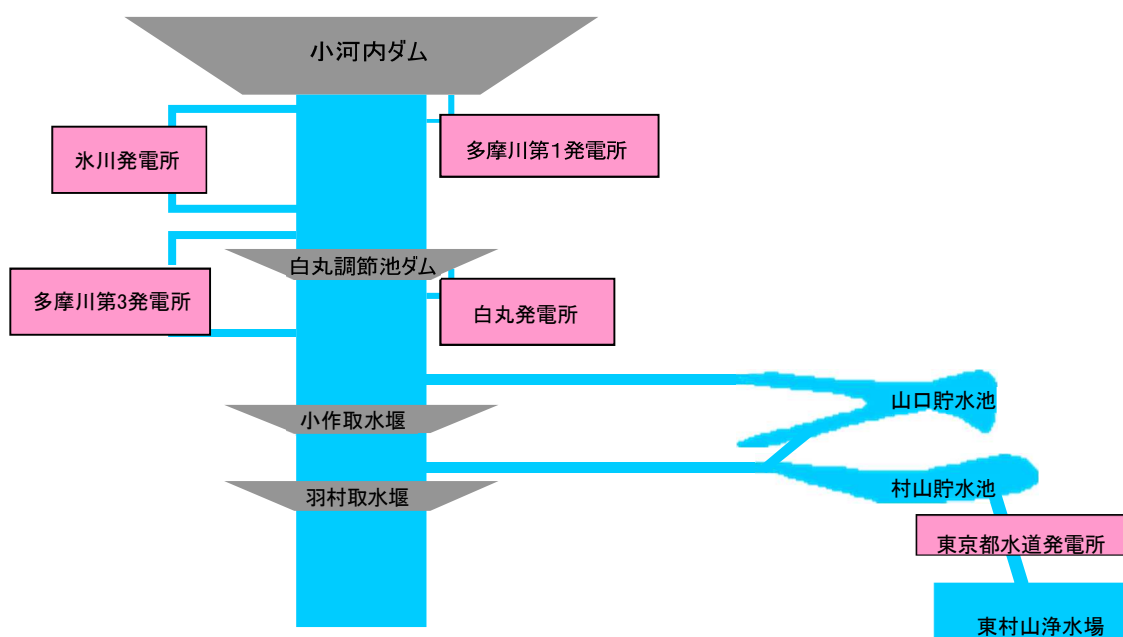 小河内ダム
氷川発電所
多摩川第１発電所
白丸調節池ダム
多摩川第3発電所
白丸発電所
山口貯水池
小作取水堰
村山貯水池
羽村取水堰
東京都水道発電所
東村山浄水場